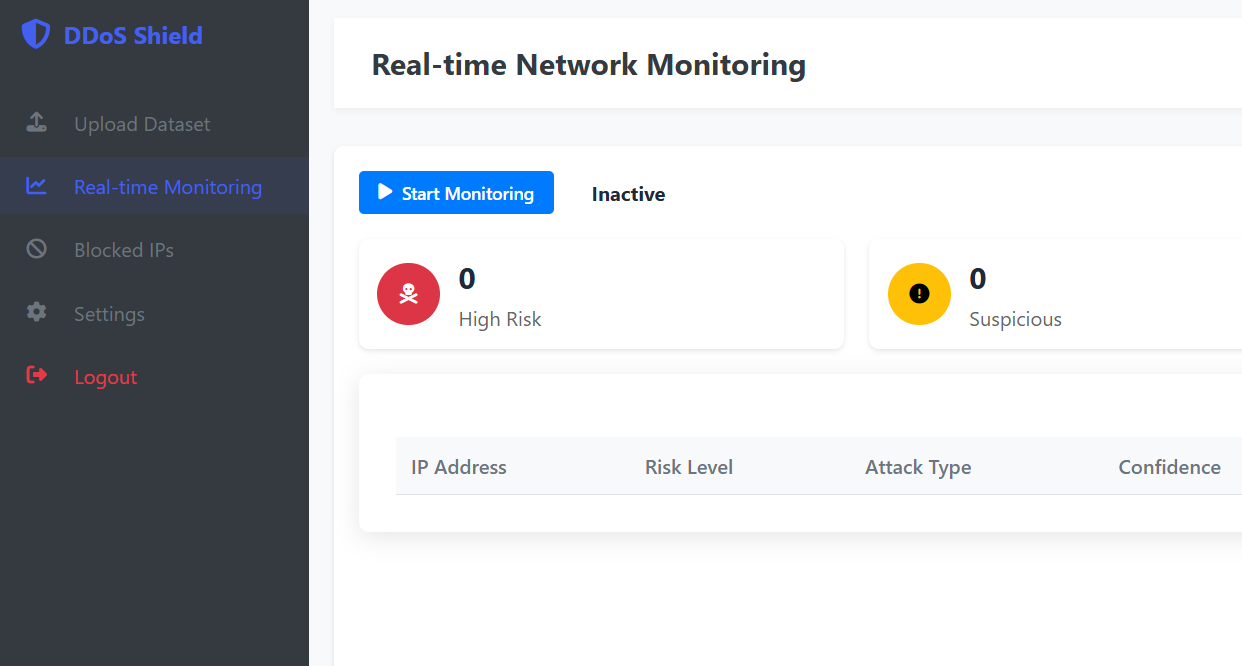 DDoS Shield
Upload Dataset
Real-time Monitoring
Blocked IPs
Settings
Logout
Real-time Network Monitoring
Start Monitoring
Inactive
0
High Risk
0
Suspicious
IP Address
Risk Level
Attack Type
Confidence